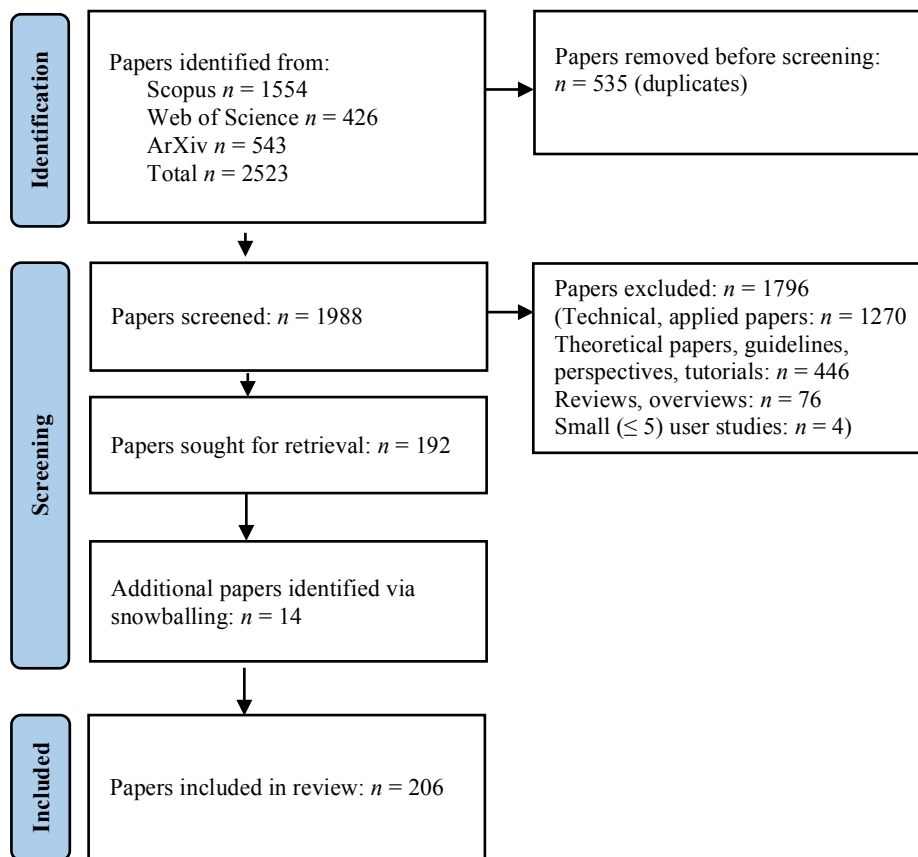 Identification
Papers identified from:
Scopus n = 1554
Web of Science n = 426
ArXiv n = 543
Total n = 2523
Papers removed before screening:
n = 535 (duplicates)
Screening
Papers screened: n = 1988
Papers excluded: n = 1796
(Technical, applied papers: n = 1270
Theoretical papers, guidelines,
perspectives, tutorials: n = 446
Reviews, overviews: n = 76
Small (≤ 5) user studies: n = 4)
Papers sought for retrieval: n = 192
Additional papers identified via
snowballing: n = 14
Included
Papers included in review: n = 206